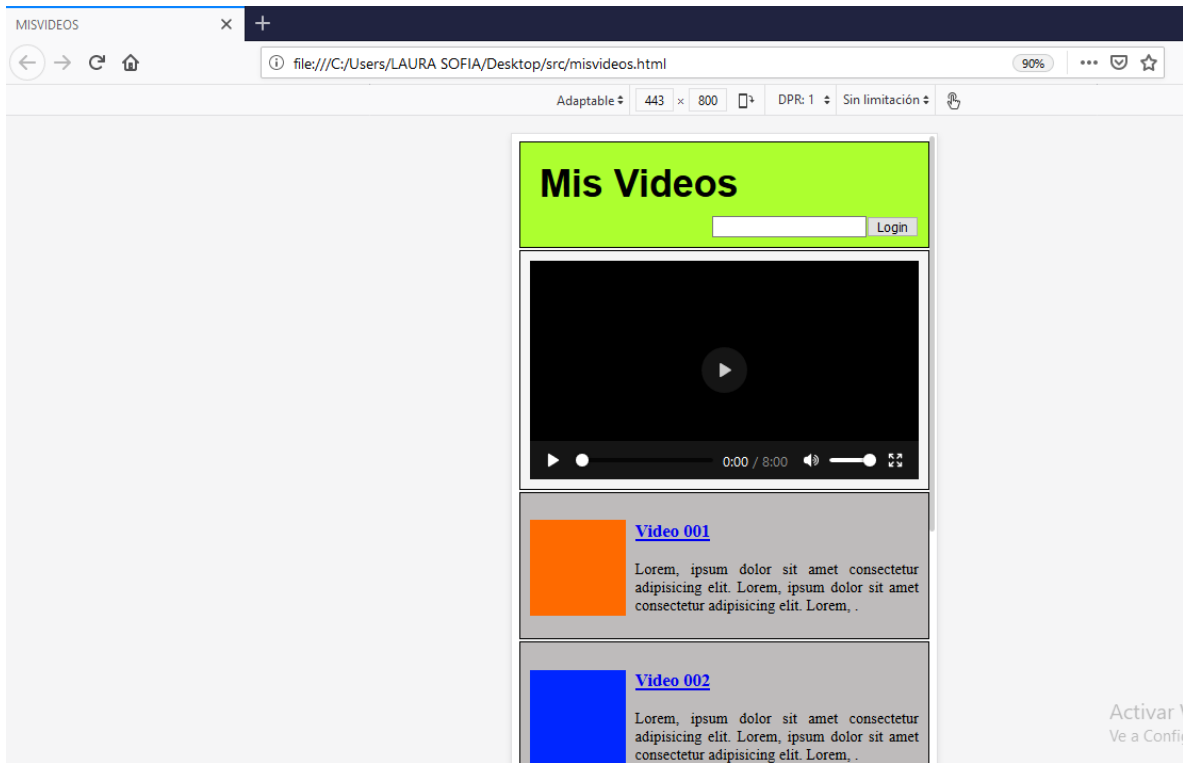 MISVIDEOS
file:///C:/Users/LAURA SOFIA/Desktop/src/misvideos.html
90%
Adaptable 443 × 800 DPR: 1 Sin limitación
Mis Videos
Login
0:00 / 8:00
Video 001
Lorem, ipsum dolor sit amet consectetur
adipisicing elit. Lorem, ipsum dolor sit amet
consectetur adipisicing elit. Lorem, .
Video 002
Lorem, ipsum dolor sit amet consectetur
adipisicing elit. Lorem, ipsum dolor sit amet
consectetur adipisicing elit. Lorem, .
Activar
Ve a